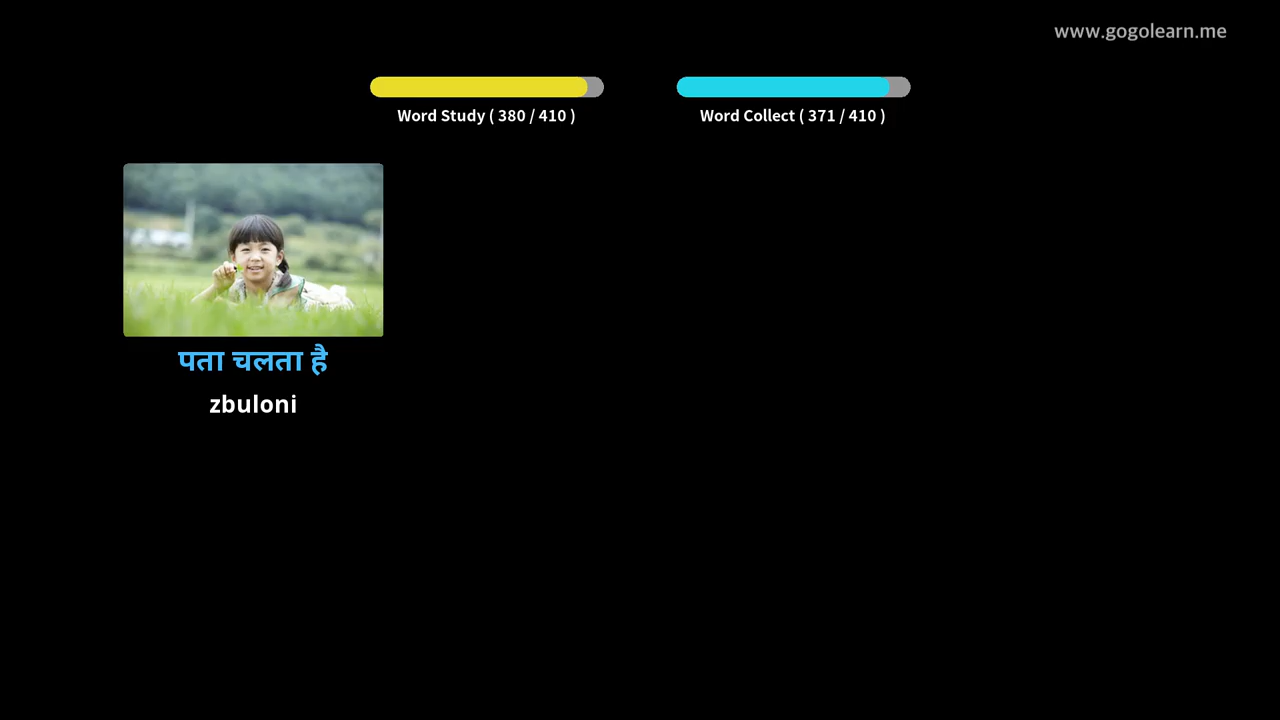 www.gogolearn.me
Word Study ( 380 / 410 )
Word Collect ( 371 / 410 )
पता चलता है
zbuloni